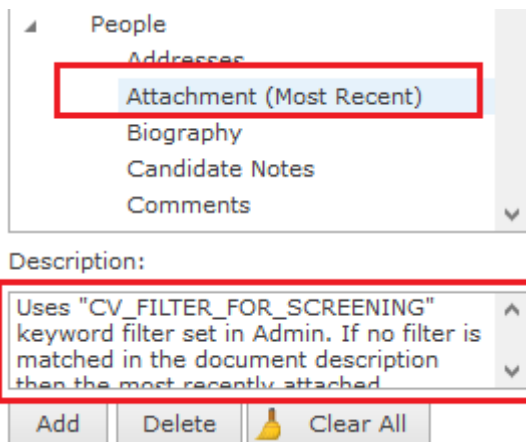 People
Addresses
Attachment (Most Recent)
Biography
Candidate Notes
Comments
Description:
Uses "CV_FILTER_FOR_SCREENING"
keyword filter set in Admin. If no filter is
matched in the document description
then the most recently attached
Add Delete Clear All